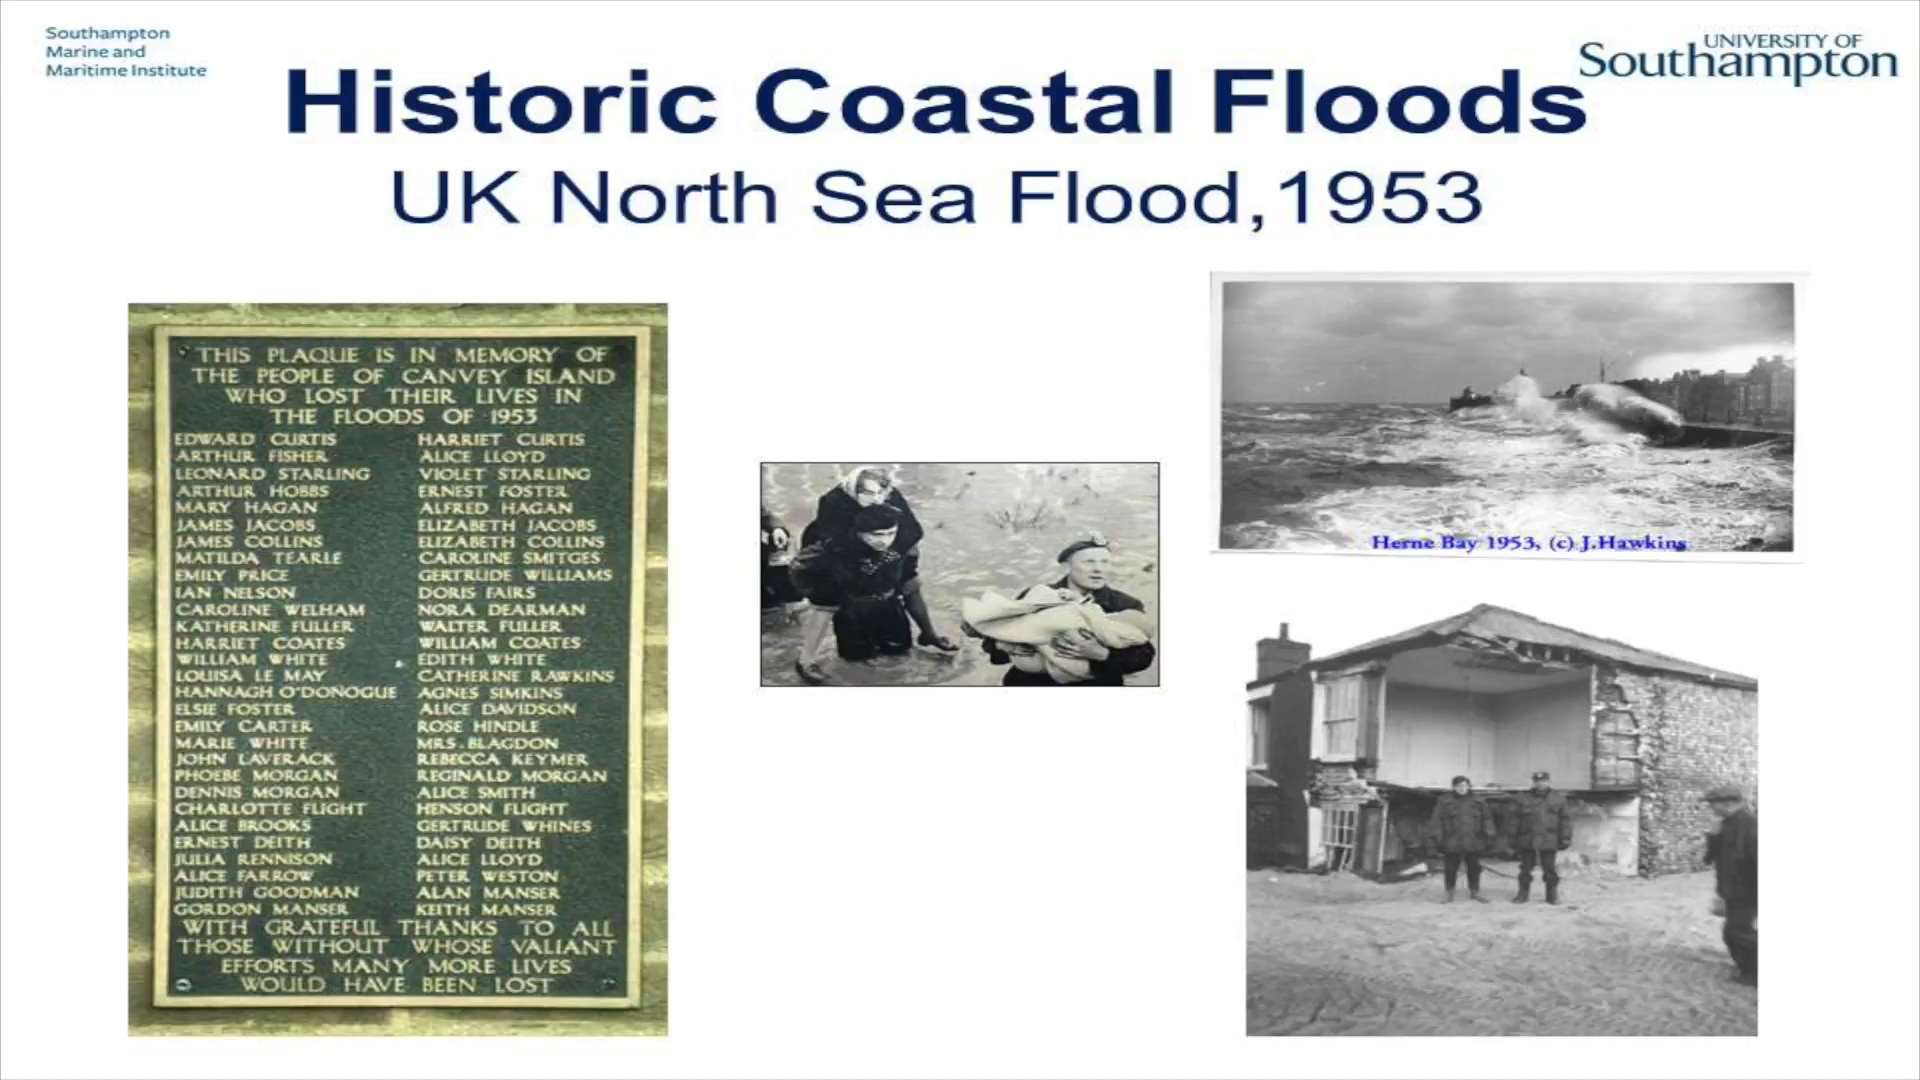 Southampton
Marine and
Maritime Institute
UNIVERSITY OF
Southampton
Historic Coastal Floods
UK North Sea Flood,1953
THIS PLAQUE IS IN MEMORY OF
THE PEOPLE OF CANVEY ISLAND
WHO LOST THEIR LIVES IN
THE FLOODS OF 1953
EDWARD CURTIS HARRIET CURTIS
ARTHUR FISHER ALICE LLOYD
LEONARD STARLING VIOLET STARLING
ARTHUR HOBBS ERNEST FOSTER
MARY HAGAN ALFRED HAGAN
JAMES JACOBS ELIZABETH JACOBS
JAMES COLLINS ELIZABETH COLLINS
MATILDA TEARLE CAROLINE SMITGES
EMILY PRICE GERTRUDE WILLIAMS
IAN NELSON DORIS FAIRS
CAROLINE WELHAM NORA DEARMAN
KATHERINE FULLER WALTER FULLER
HARRIET COATES WILLIAM COATES
WILLIAM WHITE EDITH WHITE
LOUISA LE MAY CATHERINE RAWKINS
HANNAGH O'DONOGUE AGNES SIMKINS
ELSIE FOSTER ALICE DAVIDSON
EMILY CARTER ROSE HINDLE
MARIE WHITE MRS. BLAGDON
JOHN LAVERACK REBECCA KEYMER
PHOEBE MORGAN REGINALD MORGAN
DENNIS MORGAN ALICE SMITH
CHARLOTTE FLIGHT HENSON FLIGHT
ALICE BROOKS GERTRUDE WHINES
ERNEST DEITH DAISY DEITH
JULIA RENNISON ALICE LLOYD
ALICE FARROW PETER WESTON
JUDITH GOODMAN ALAN MANSER
GORDON MANSER KEITH MANSER
WITH GRATEFUL THANKS TO ALL
THOSE WITHOUT WHOSE VALIANT
EFFORTS MANY MORE LIVES
WOULD HAVE BEEN LOST
Herne Bay 1953, (c) J.Hawkins